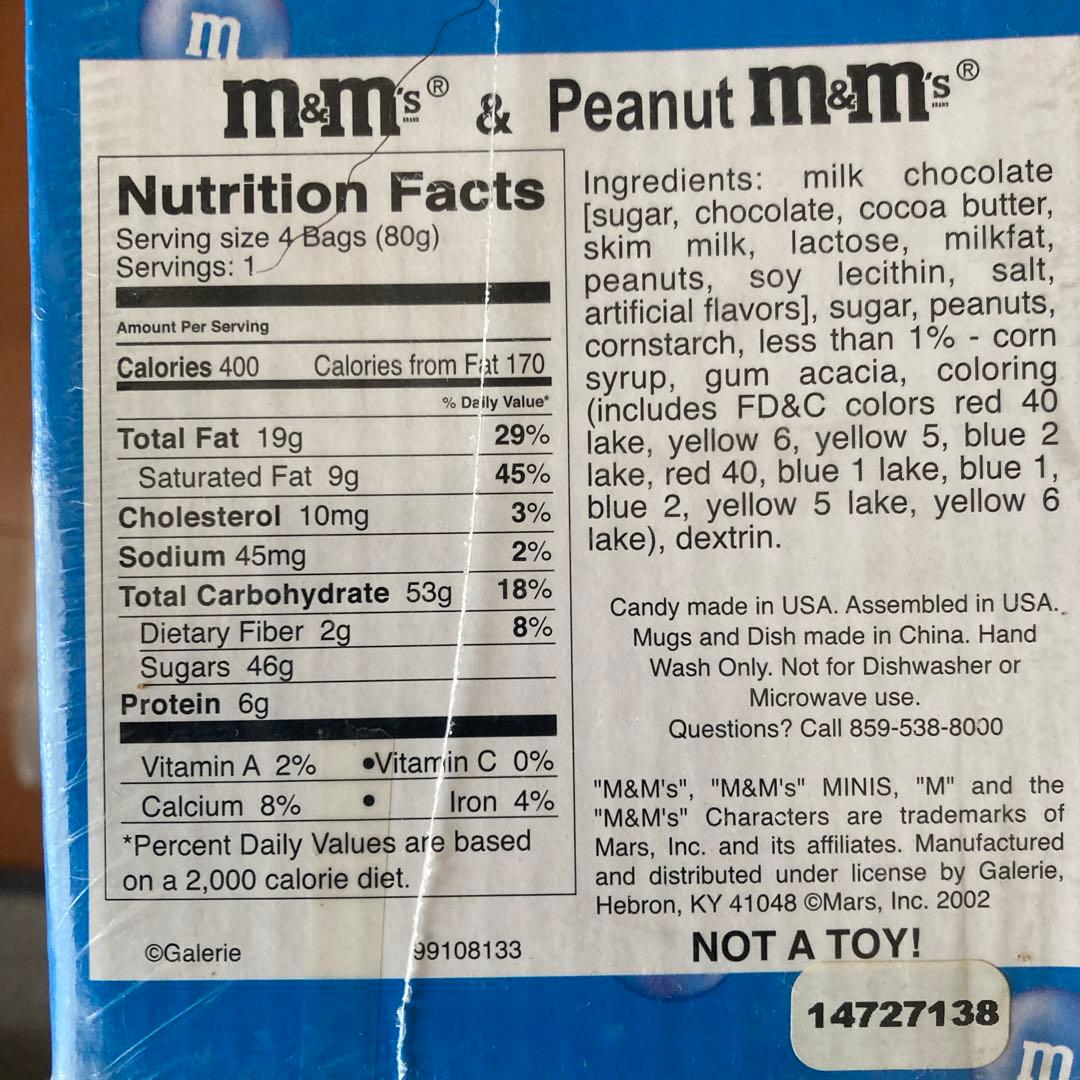 m
m&m's® & Peanut m&m's®
BRAND BRAND
Nutrition Facts
Serving size 4 Bags (80g)
Servings: 1
Amount Per Serving
Calories 400 Calories from Fat 170
% Daily Value*
Total Fat 19g 29%
Saturated Fat 9g 45%
Cholesterol 10mg 3%
Sodium 45mg 2%
Total Carbohydrate 53g 18%
Dietary Fiber 2g 8%
Sugars 46g
Protein 6g
Vitamin A 2% •Vitamin C 0%
Calcium 8% • Iron 4%
*Percent Daily Values are based
on a 2,000 calorie diet.
©Galerie 99108133
Ingredients: milk chocolate
[sugar, chocolate, cocoa butter,
skim milk, lactose, milkfat,
peanuts, soy lecithin, salt,
artificial flavors], sugar, peanuts,
cornstarch, less than 1% - corn
syrup, gum acacia, coloring
(includes FD&C colors red 40
lake, yellow 6, yellow 5, blue 2
lake, red 40, blue 1 lake, blue 1,
blue 2, yellow 5 lake, yellow 6
lake), dextrin.
Candy made in USA. Assembled in USA.
Mugs and Dish made in China. Hand
Wash Only. Not for Dishwasher or
Microwave use.
Questions? Call 859-538-8000
"M&M's", "M&M's" MINIS, "M" and the
"M&M's" Characters are trademarks of
Mars, Inc. and its affiliates. Manufactured
and distributed under license by Galerie,
Hebron, KY 41048 ©Mars, Inc. 2002
NOT A TOY!
14727138
m